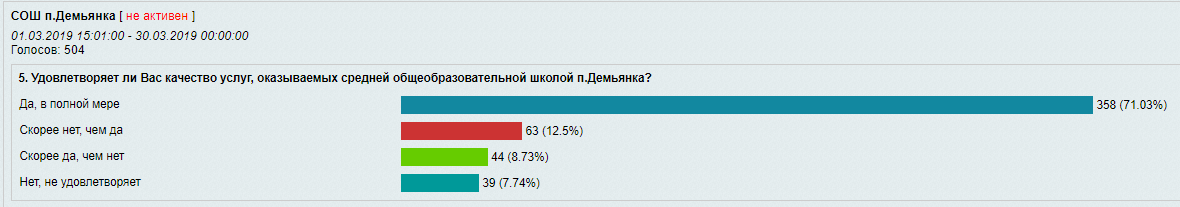 СОШ п.Демьянка [ не активен ]
01.03.2019 15:01:00 - 30.03.2019 00:00:00
Голосов: 504
5. Удовлетворяет ли Вас качество услуг, оказываемых средней общеобразовательной школой п.Демьянка?
Да, в полной мере 358 (71.03%)
Скорее нет, чем да 63 (12.5%)
Скорее да, чем нет 44 (8.73%)
Нет, не удовлетворяет 39 (7.74%)